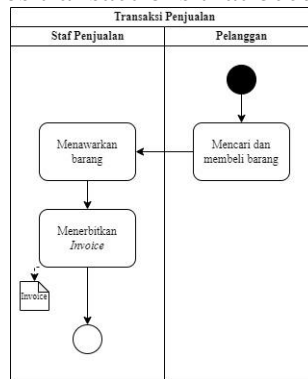 Transaksi Penjualan
Staf Penjualan
Pelanggan
Mencari dan
membeli barang
Menawarkan
barang
Menerbitkan
Invoice
Invoice